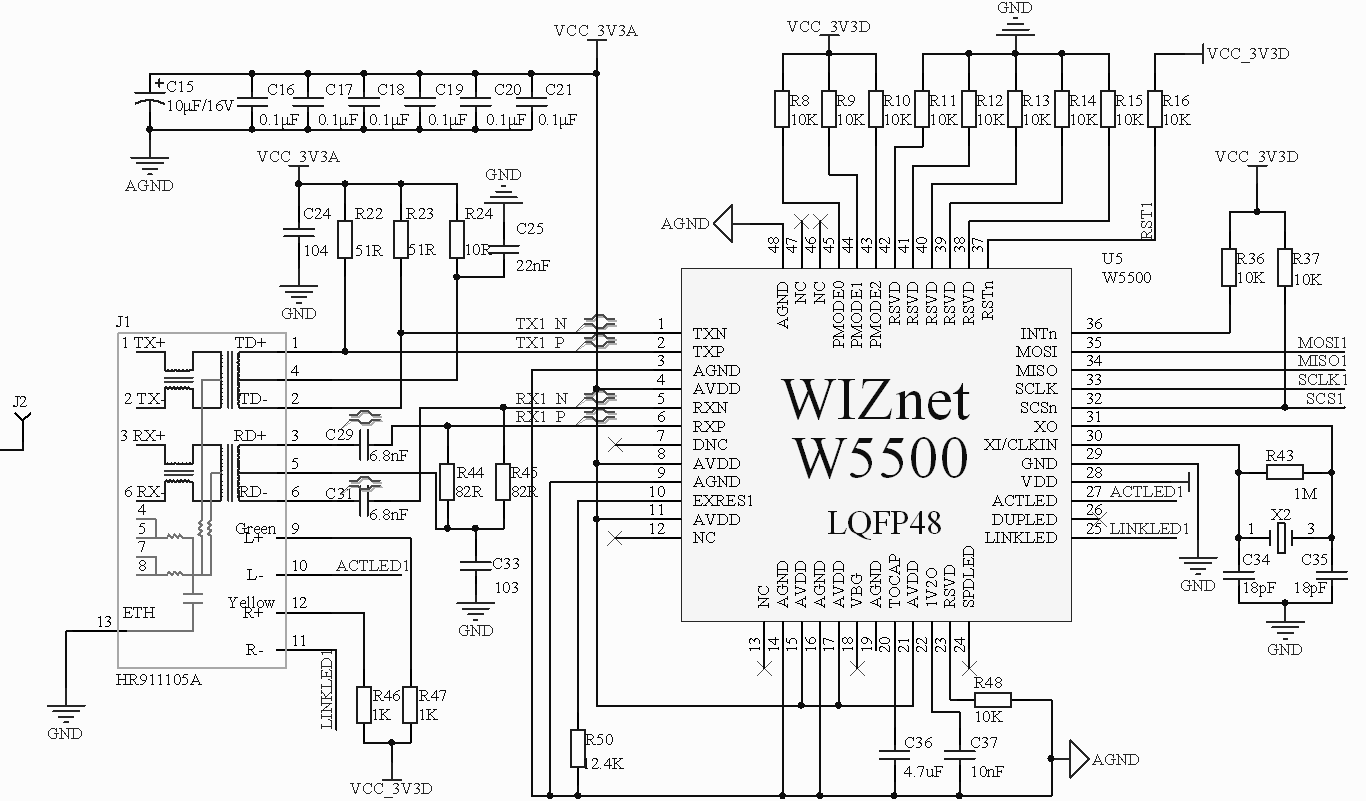 VCC_3V3A
VCC_3V3D
GND
VCC_3V3D
C15
10µF/16V
C16
0.1µF
C17
0.1µF
C18
0.1µF
C19
0.1µF
C20
0.1µF
C21
0.1µF
AGND
R8
10K
R9
10K
R10
10K
R11
10K
R12
10K
R13
10K
R14
10K
R15
10K
R16
10K
RST1
VCC_3V3D
R36
10K
R37
10K
VCC_3V3A
GND
C24
104
R22
51R
R23
51R
R24
10R
C25
22nF
GND
AGND
48 47 46 45 44 43 42 41 40 39 38 37
U5
W5500
AGND NC NC PMODE0 PMODE1 PMODE2 RSVD RSVD RSVD RSVD RSVD RSTn
J1
1 TX+ TD+ 1
4
2 TX- TD- 2
3 RX+ RD+ 3
5
6 RX- RD- 6
4
5
7
8
Green
L+ 9
L- 10 ACTLED1
Yellow
R+ 12
R- 11
LINKLED1
13 ETH
HR911105A
GND
J2
TX1_N 1 TXN
TX1_P 2 TXP
3 AGND
4 AVDD
RX1_N 5 RXN
RX1_P 6 RXP
7 DNC
8 AVDD
9 AGND
10 EXRES1
11 AVDD
12 NC
C29
6.8nF
C31
6.8nF
R44
82R
R45
82R
C33
103
GND
WIZnet
W5500
LQFP48
INTn 36
MOSI 35 MOSI1
MISO 34 MISO1
SCLK 33 SCLK1
SCSn 32 SCS1
XO 31
XI/CLKIN 30
GND 29
VDD 28
ACTLED 27 ACTLED1
DUPLED 26
LINKLED 25 LINKLED1
R43
1M
1 X2 3
C34
18pF
C35
18pF
GND
GND
NC AGND AVDD AGND AVDD VBG AGND TOCAP AVDD 1V2O RSVD SPDLED
13 14 15 16 17 18 19 20 21 22 23 24
R46
1K
R47
1K
VCC_3V3D
R50
12.4K
R48
10K
C36
4.7uF
C37
10nF
AGND